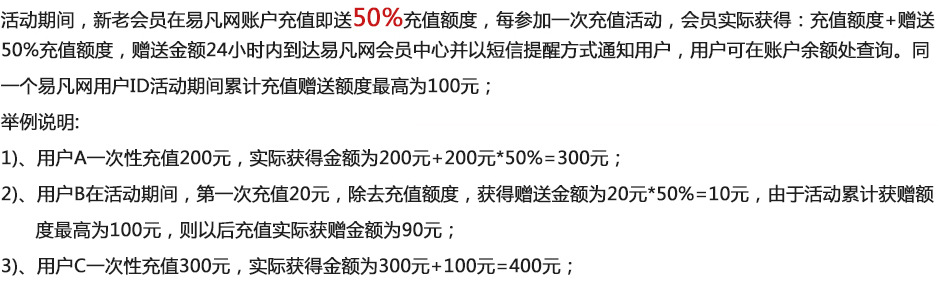 活动期间，新老会员在易凡网账户充值即送50%充值额度，每参加一次充值活动，会员实际获得：充值额度+赠送
50%充值额度，赠送金额24小时内到达易凡网会员中心并以短信提醒方式通知用户，用户可在账户余额处查询。同
一个易凡网用户ID活动期间累计充值赠送额度最高为100元；
举例说明:
1)、用户A一次性充值200元，实际获得金额为200元+200元*50%=300元；
2)、用户B在活动期间，第一次充值20元，除去充值额度，获得赠送金额为20元*50%=10元，由于活动累计获赠额
度最高为100元，则以后充值实际获赠金额为90元；
3)、用户C一次性充值300元，实际获得金额为300元+100元=400元；